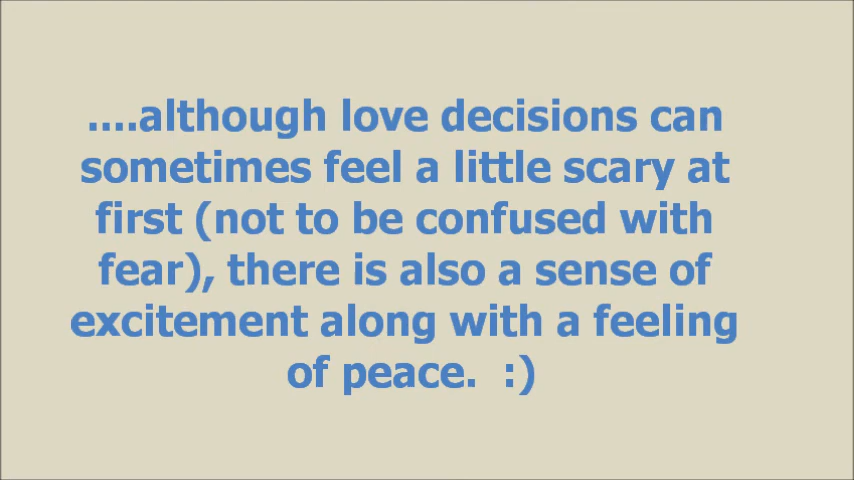 ....although love decisions can
sometimes feel a little scary at
first (not to be confused with
fear), there is also a sense of
excitement along with a feeling
of peace.  :)